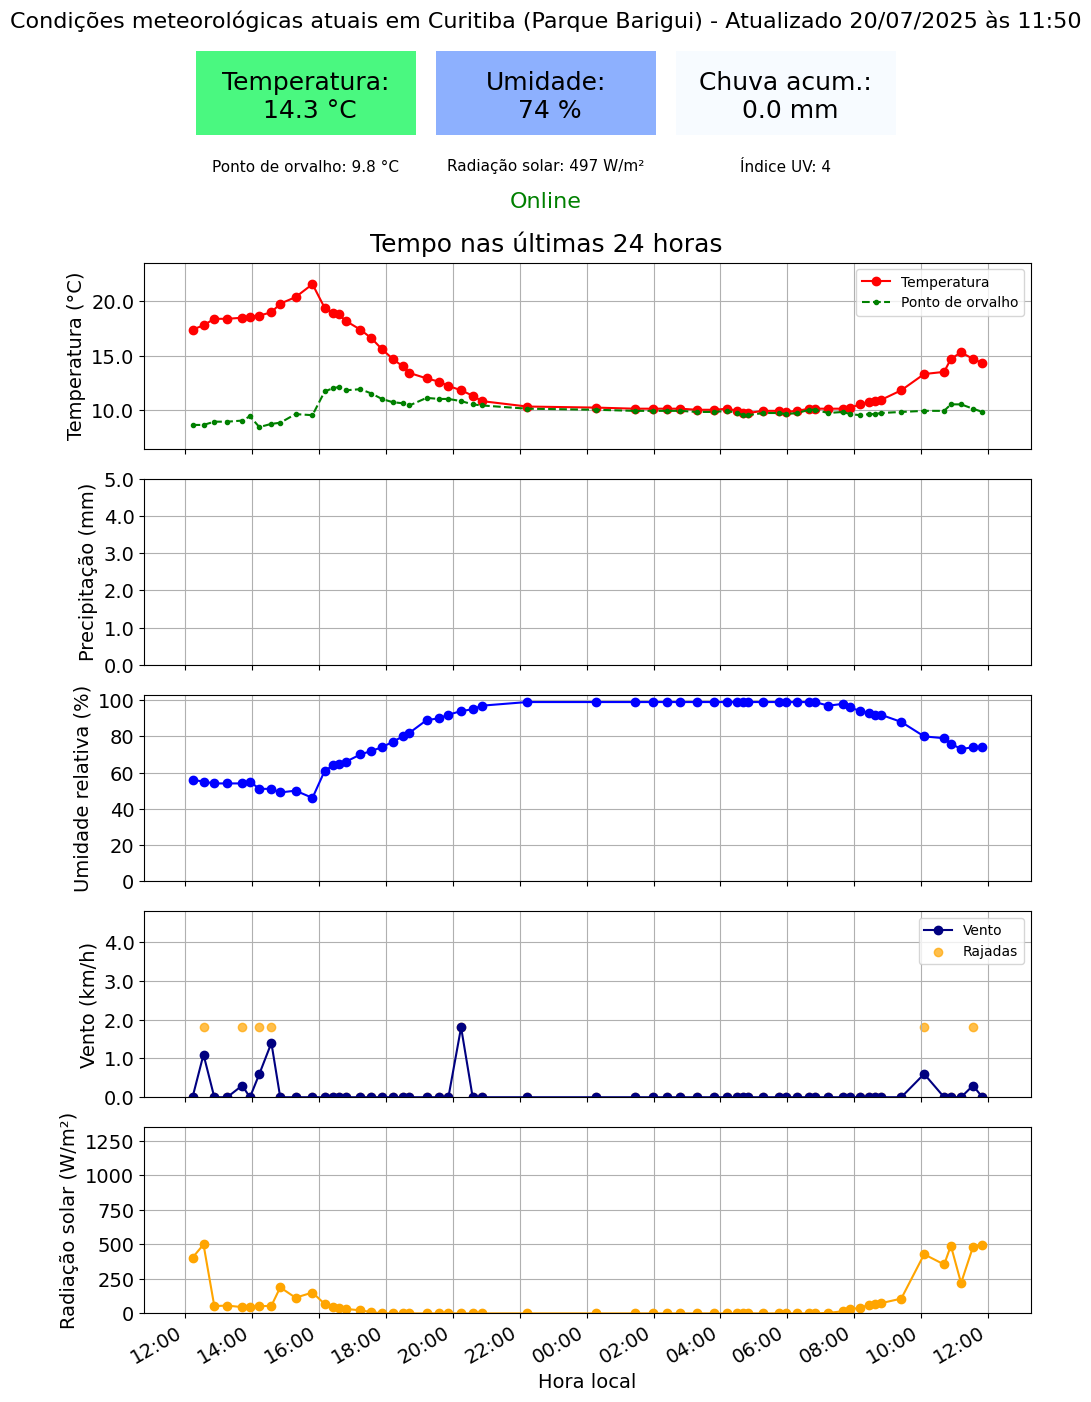 Condições meteorológicas atuais em Curitiba (Parque Barigui) - Atualizado 20/07/2025 às 11:50
Temperatura:
14.3 °C
Umidade:
74 %
Chuva acum.:
0.0 mm
Ponto de orvalho: 9.8 °C
Radiação solar: 497 W/m²
Índice UV: 4
Online
Tempo nas últimas 24 horas
Temperatura (°C)
20.0
15.0
10.0
Temperatura
Ponto de orvalho
Precipitação (mm)
5.0
4.0
3.0
2.0
1.0
0.0
Umidade relativa (%)
100
80
60
40
20
0
Vento (km/h)
4.0
3.0
2.0
1.0
0.0
Vento
Rajadas
Radiação solar (W/m²)
1250
1000
750
500
250
0
12:00 14:00 16:00 18:00 20:00 22:00 00:00 02:00 04:00 06:00 08:00 10:00 12:00
Hora local